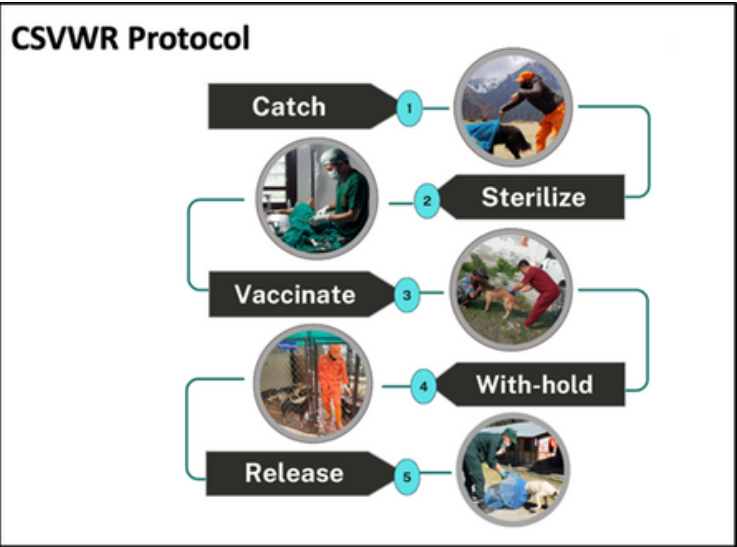 CSVWR Protocol
Catch
1
2
Sterilize
Vaccinate
3
4
With-hold
Release
5